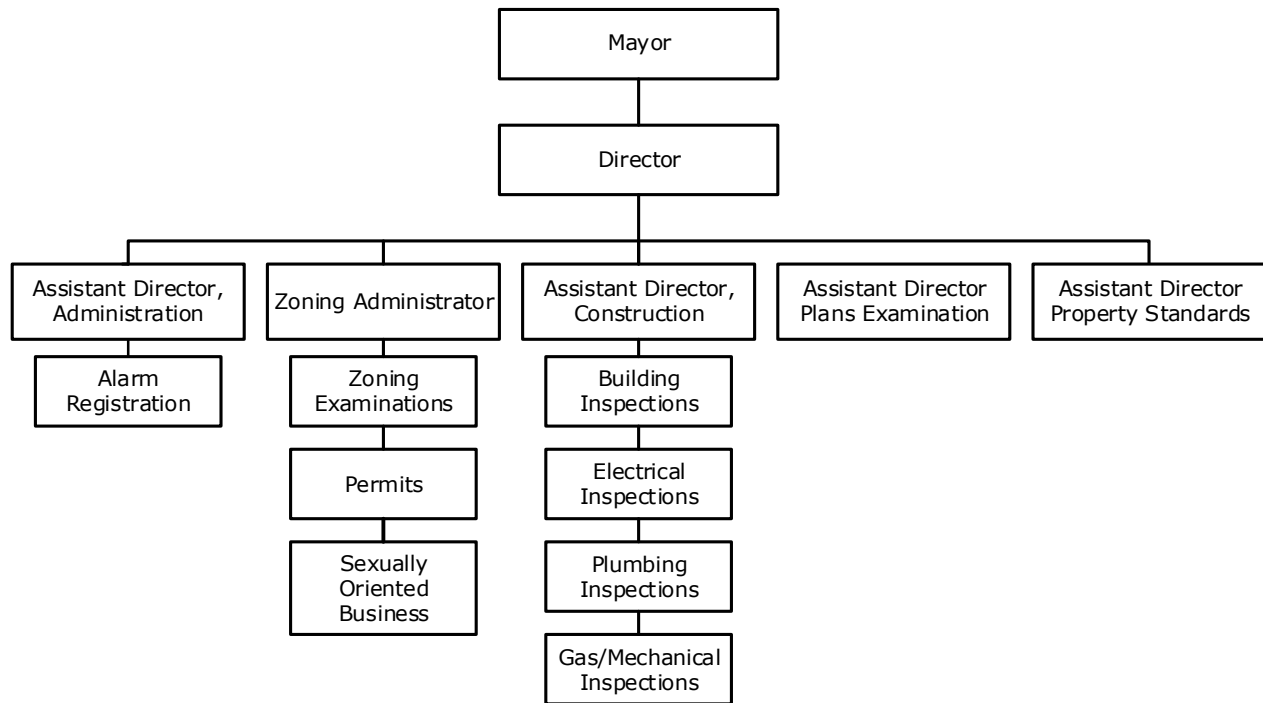 Mayor
Director
Assistant Director,
Administration
Zoning Administrator
Assistant Director,
Construction
Assistant Director
Plans Examination
Assistant Director
Property Standards
Alarm
Registration
Zoning
Examinations
Building
Inspections
Permits
Electrical
Inspections
Sexually
Oriented
Business
Plumbing
Inspections
Gas/Mechanical
Inspections